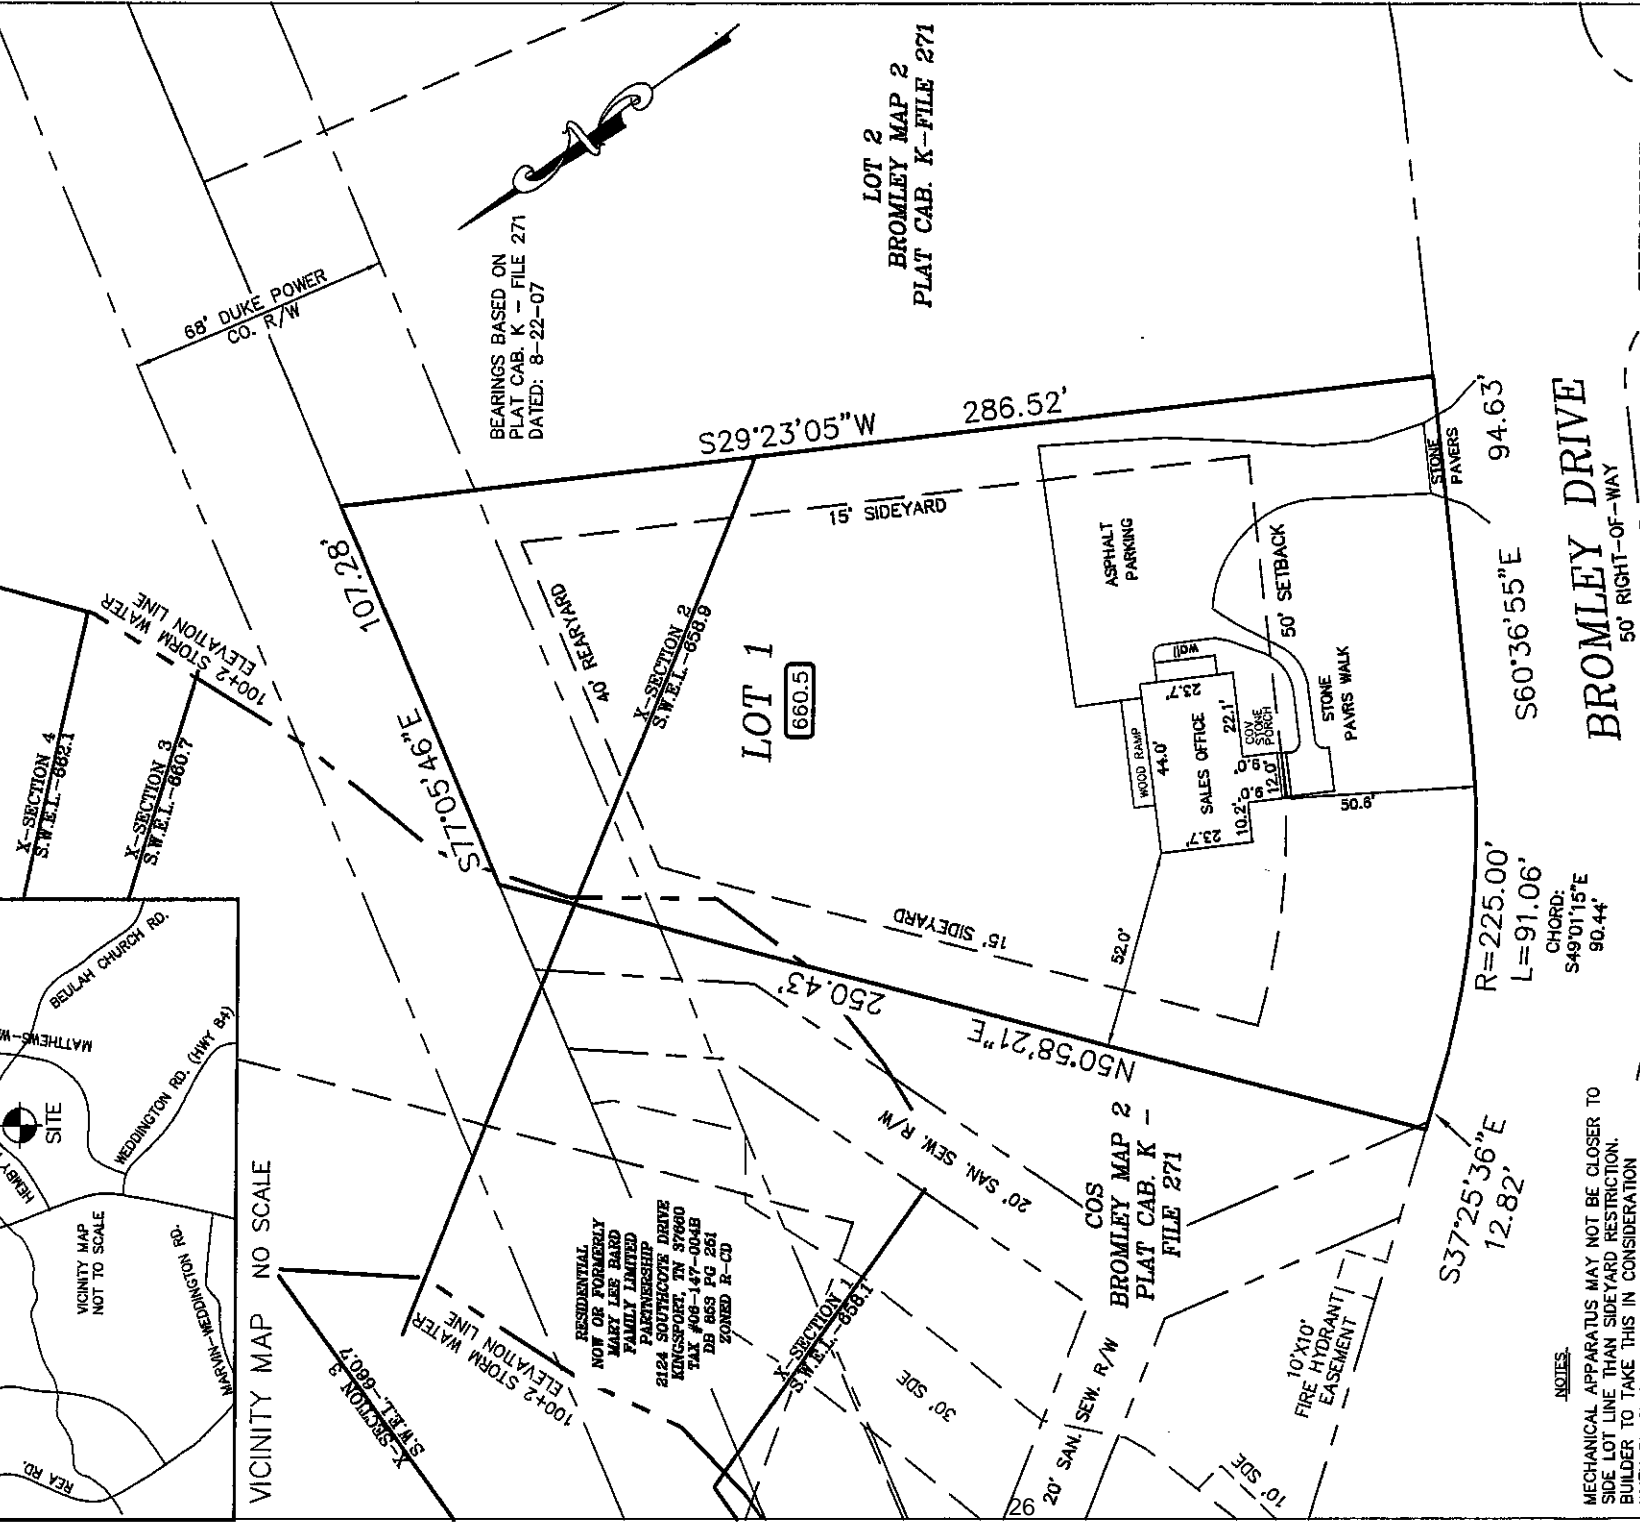 68' DUKE POWER
CO. R/W
BEARINGS BASED ON
PLAT CAB. K - FILE 271
DATED: 8-22-07
LOT 2
BROMLEY MAP 2
PLAT CAB. K-FILE 271
S29°23'05"W 286.52'
107.28'
S77°05'46"E
100+2 STORM WATER
ELEVATION LINE
X-SECTION 4
S.W.E.L.-662.1
X-SECTION 3
S.W.E.L.-660.7
40' REARYARD
X-SECTION 2
S.W.E.L.-658.9
15' SIDEYARD
LOT 1
660.5
ASPHALT
PARKING
STONE
PAVERS
94.63'
50' SETBACK
wall
WOOD RAMP
44.0'
23.7'
SALES OFFICE
22.1'
COV
STONE
PORCH
9.0'
12.0'
9.0'
10.2'
23.7'
STONE
PAVRS WALK
50.6'
52.0'
15' SIDEYARD
S60°36'55"E
BROMLEY DRIVE
50' RIGHT-OF-WAY
R=225.00'
L=91.06'
CHORD:
S49°01'15"E
90.44'
250.43'
N50°58'21"E
S37°25'36"E
12.82'
20' SAN. SEW. R/W
COS
BROMLEY MAP 2
PLAT CAB. K -
FILE 271
RESIDENTIAL
NOW OR FORMERLY
MARY LEE BARD
FAMILY LIMITED
PARTNERSHIP
2124 SOUTHCOTE DRIVE
KINGSPORT, TN 37660
TAX #06-147-004B
DB 853 PG 261
ZONED R-CD
X-SECTION 1
S.W.E.L.-658.1
100+2 STORM WATER
ELEVATION LINE
X-SECTION 3
S.W.E.L.-660.7
30' SDE
20' SAN. SEW. R/W
10'X10'
FIRE HYDRANT
EASEMENT
10' SDE
26
VICINITY MAP NO SCALE
VICINITY MAP
NOT TO SCALE
SITE
BEULAH CHURCH RD.
MATTHEWS-W
WEDDINGTON RD. (HWY 84)
HEMBY
MARVIN-WEDDINGTON RD.
REA RD.
NOTES
MECHANICAL APPARATUS MAY NOT BE CLOSER TO
SIDE LOT LINE THAN SIDEYARD RESTRICTION.
BUILDER TO TAKE THIS IN CONSIDERATION